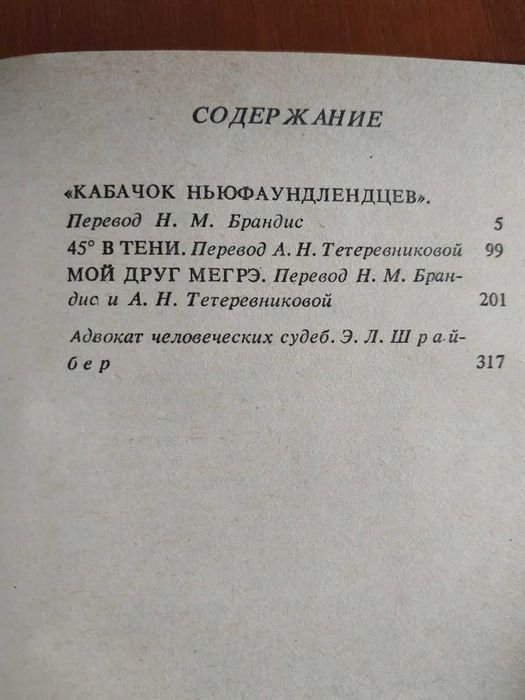 СОДЕРЖАНИЕ
«КАБАЧОК НЬЮФАУНДЛЕНДЦЕВ».
Перевод Н. М. Брандис 5
45° В ТЕНИ. Перевод А. Н. Тетеревниковой 99
МОЙ ДРУГ МЕГРЭ. Перевод Н. М. Бран-
дис и А. Н. Тетеревниковой 201
Адвокат человеческих судеб. Э. Л. Шрай-
бер 317